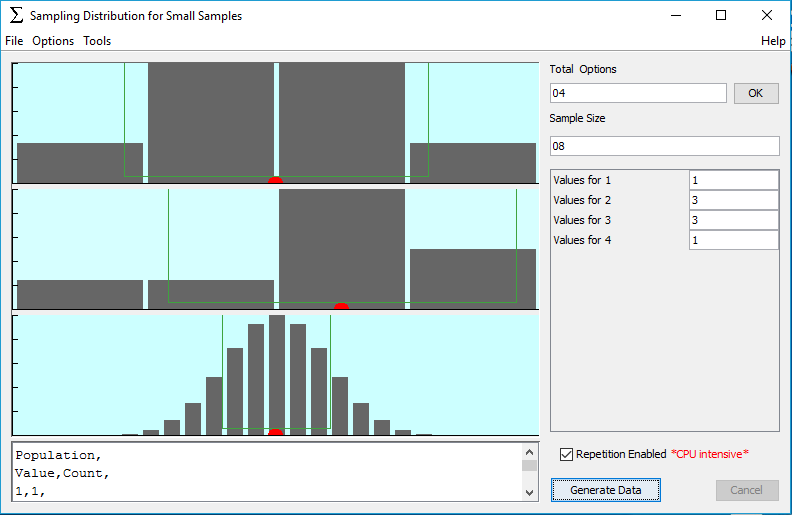 Σ Sampling Distribution for Small Samples
File Options Tools Help
Total Options
04 OK
Sample Size
08
Values for 1 1
Values for 2 3
Values for 3 3
Values for 4 1
Population,
Value,Count,
1,1,
Repetition Enabled *CPU intensive*
Generate Data Cancel